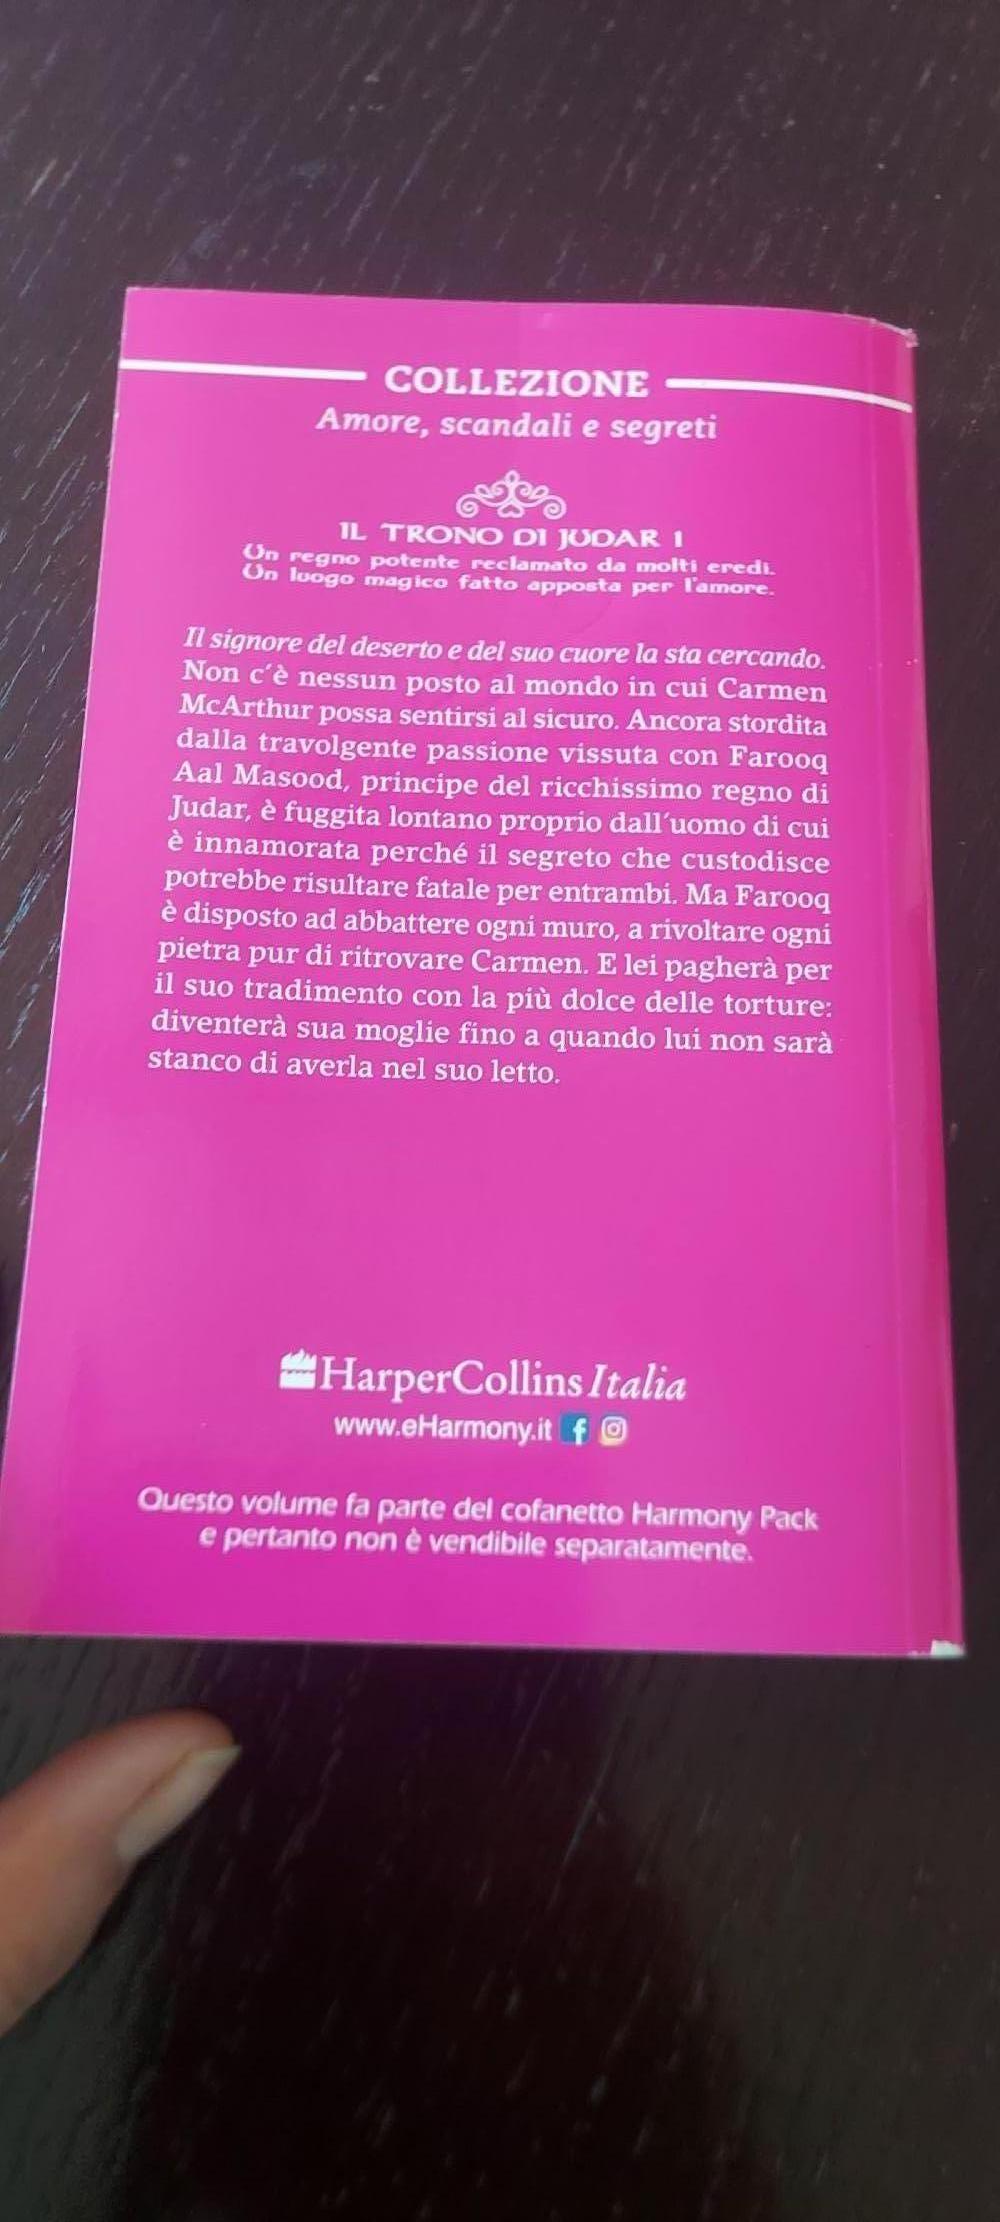 COLLEZIONE
Amore, scandali e segreti
IL TRONO DI JUDAR 1
Un regno potente reclamato da molti eredi.
Un luogo magico fatto apposta per l'amore.
Il signore del deserto e del suo cuore la sta cercando.
Non c'è nessun posto al mondo in cui Carmen
McArthur possa sentirsi al sicuro. Ancora stordita
dalla travolgente passione vissuta con Farooq
Aal Masood, principe del ricchissimo regno di
Judar, è fuggita lontano proprio dall'uomo di cui
è innamorata perché il segreto che custodisce
potrebbe risultare fatale per entrambi. Ma Farooq
è disposto ad abbattere ogni muro, a rivoltare ogni
pietra pur di ritrovare Carmen. E lei pagherà per
il suo tradimento con la più dolce delle torture:
diventerà sua moglie fino a quando lui non sarà
stanco di averla nel suo letto.
HarperCollins Italia
www.eHarmony.it
Questo volume fa parte del cofanetto Harmony Pack
e pertanto non è vendibile separatamente.